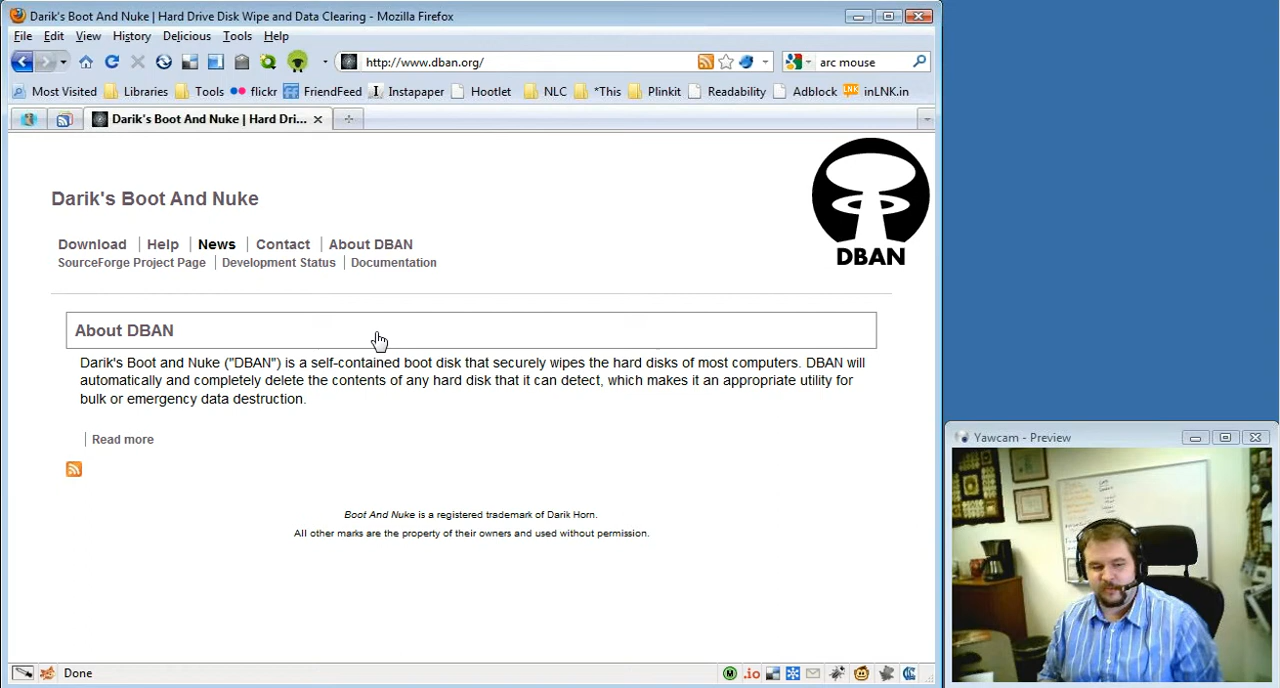 Darik's Boot And Nuke | Hard Drive Disk Wipe and Data Clearing - Mozilla Firefox
File Edit View History Delicious Tools Help
http://www.dban.org/
arc mouse
Most Visited Libraries Tools flickr FriendFeed Instapaper Hootlet NLC *This Plinkit Readability Adblock LNK inLNK.in
Darik's Boot And Nuke | Hard Dri...
Darik's Boot And Nuke
DBAN
Download | Help | News | Contact | About DBAN
SourceForge Project Page | Development Status | Documentation
About DBAN
Darik's Boot and Nuke ("DBAN") is a self-contained boot disk that securely wipes the hard disks of most computers. DBAN will
automatically and completely delete the contents of any hard disk that it can detect, which makes it an appropriate utility for
bulk or emergency data destruction.
Read more
Boot And Nuke is a registered trademark of Darik Horn.
All other marks are the property of their owners and used without permission.
Done
.io
Yawcam - Preview